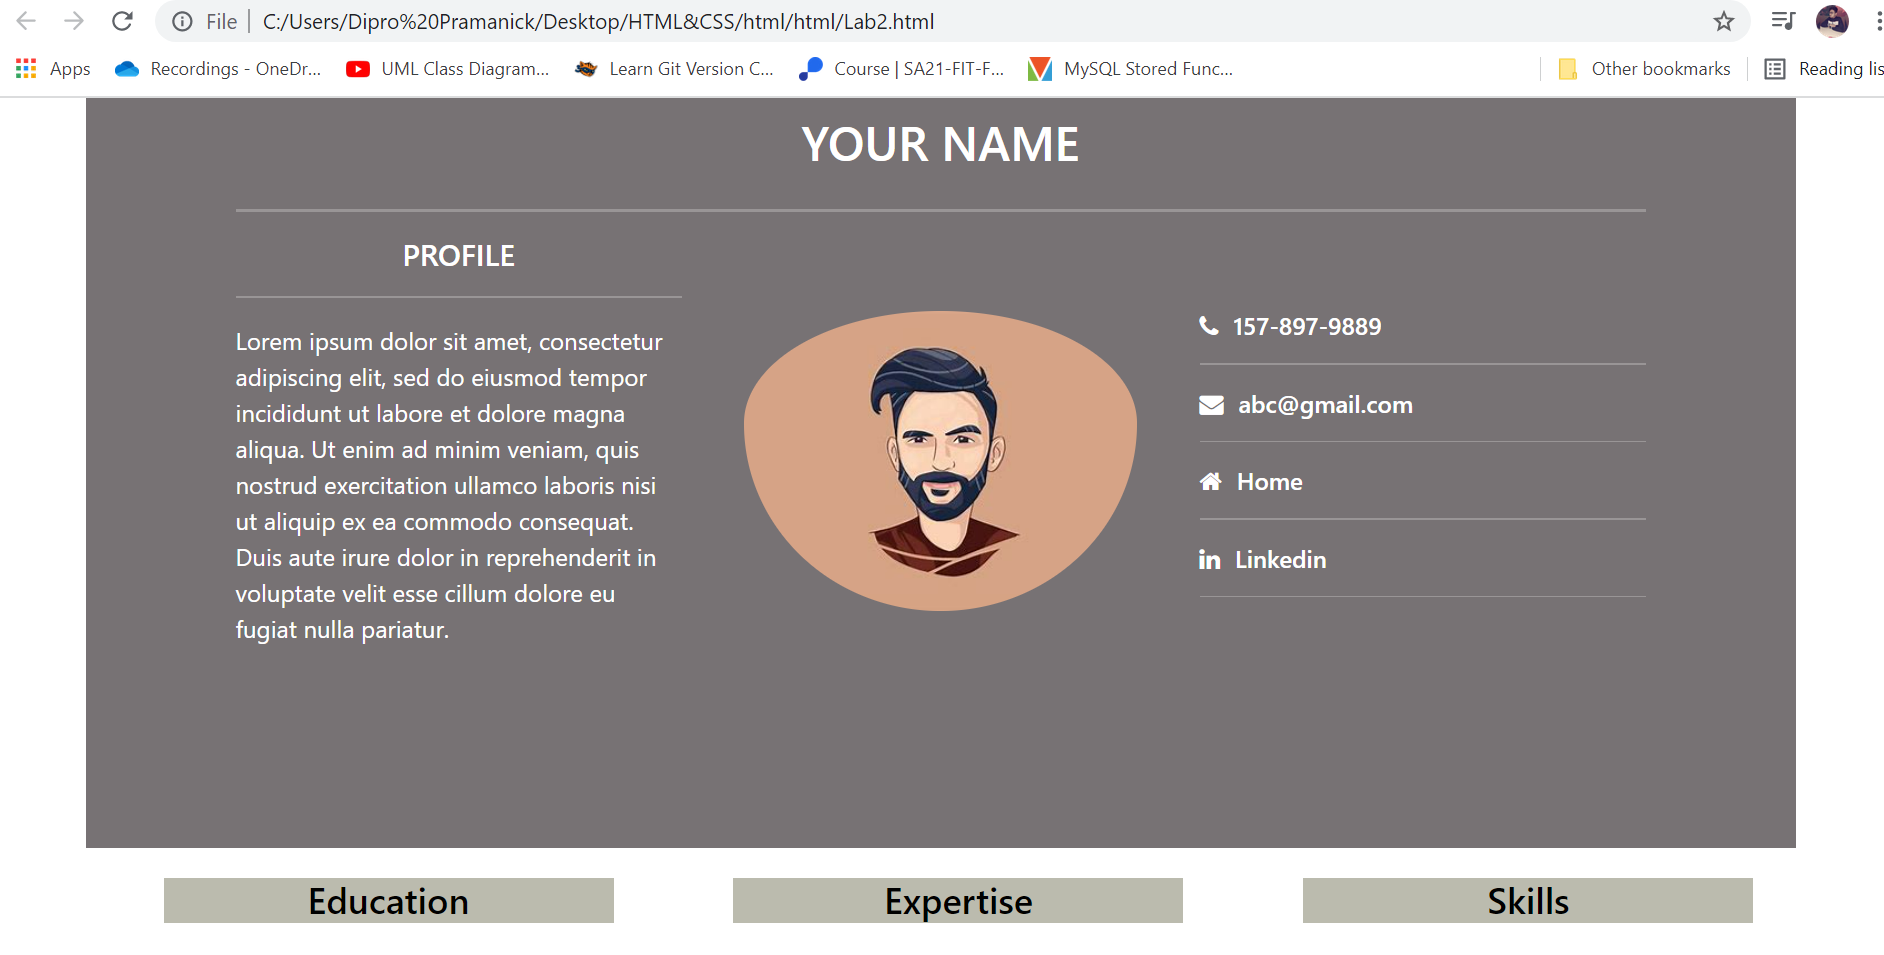 File C:/Users/Dipro%20Pramanick/Desktop/HTML&CSS/html/html/Lab2.html
Apps Recordings - OneDr... UML Class Diagram... Learn Git Version C... Course | SA21-FIT-F... MySQL Stored Func... Other bookmarks Reading lis
YOUR NAME
PROFILE
Lorem ipsum dolor sit amet, consectetur
adipiscing elit, sed do eiusmod tempor
incididunt ut labore et dolore magna
aliqua. Ut enim ad minim veniam, quis
nostrud exercitation ullamco laboris nisi
ut aliquip ex ea commodo consequat.
Duis aute irure dolor in reprehenderit in
voluptate velit esse cillum dolore eu
fugiat nulla pariatur.
157-897-9889
abc@gmail.com
Home
in Linkedin
Education Expertise Skills